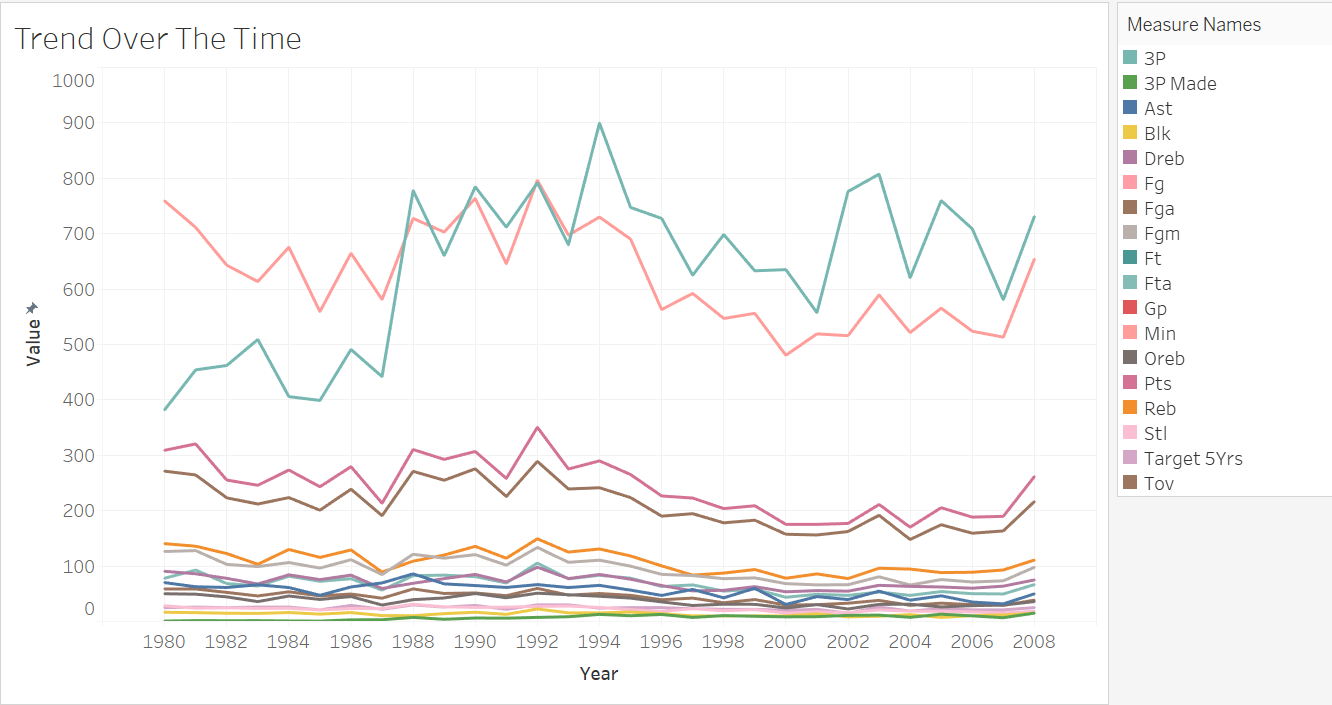 Trend Over The Time
Measure Names
3P
3P Made
Ast
Blk
Dreb
Fg
Fga
Fgm
Ft
Fta
Gp
Min
Oreb
Pts
Reb
Stl
Target 5Yrs
Tov
1000
900
800
700
600
500
400
300
200
100
0
Value
1980 1982 1984 1986 1988 1990 1992 1994 1996 1998 2000 2002 2004 2006 2008
Year